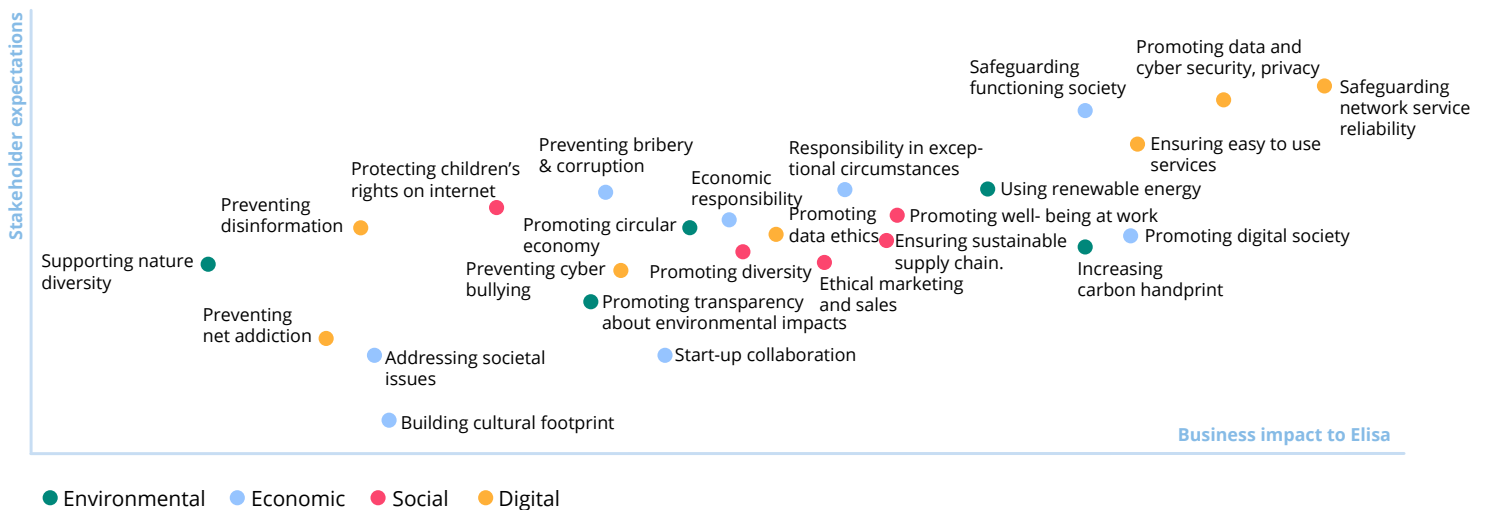 Stakeholder expectations
Promoting data and
cyber security, privacy
Safeguarding
functioning society
Safeguarding
network service
reliability
Ensuring easy to use
services
Preventing bribery
& corruption
Responsibility in excep-
tional circumstances
Protecting children's
rights on internet
Economic
responsibility
Using renewable energy
Preventing
disinformation
Promoting circular
economy
Promoting
data ethics
Promoting well- being at work
Ensuring sustainable
supply chain.
Promoting digital society
Supporting nature
diversity
Preventing cyber
bullying
Promoting diversity
Ethical marketing
and sales
Increasing
carbon handprint
Promoting transparency
about environmental impacts
Preventing
net addiction
Addressing societal
issues
Start-up collaboration
Building cultural footprint
Business impact to Elisa
Environmental
Economic
Social
Digital